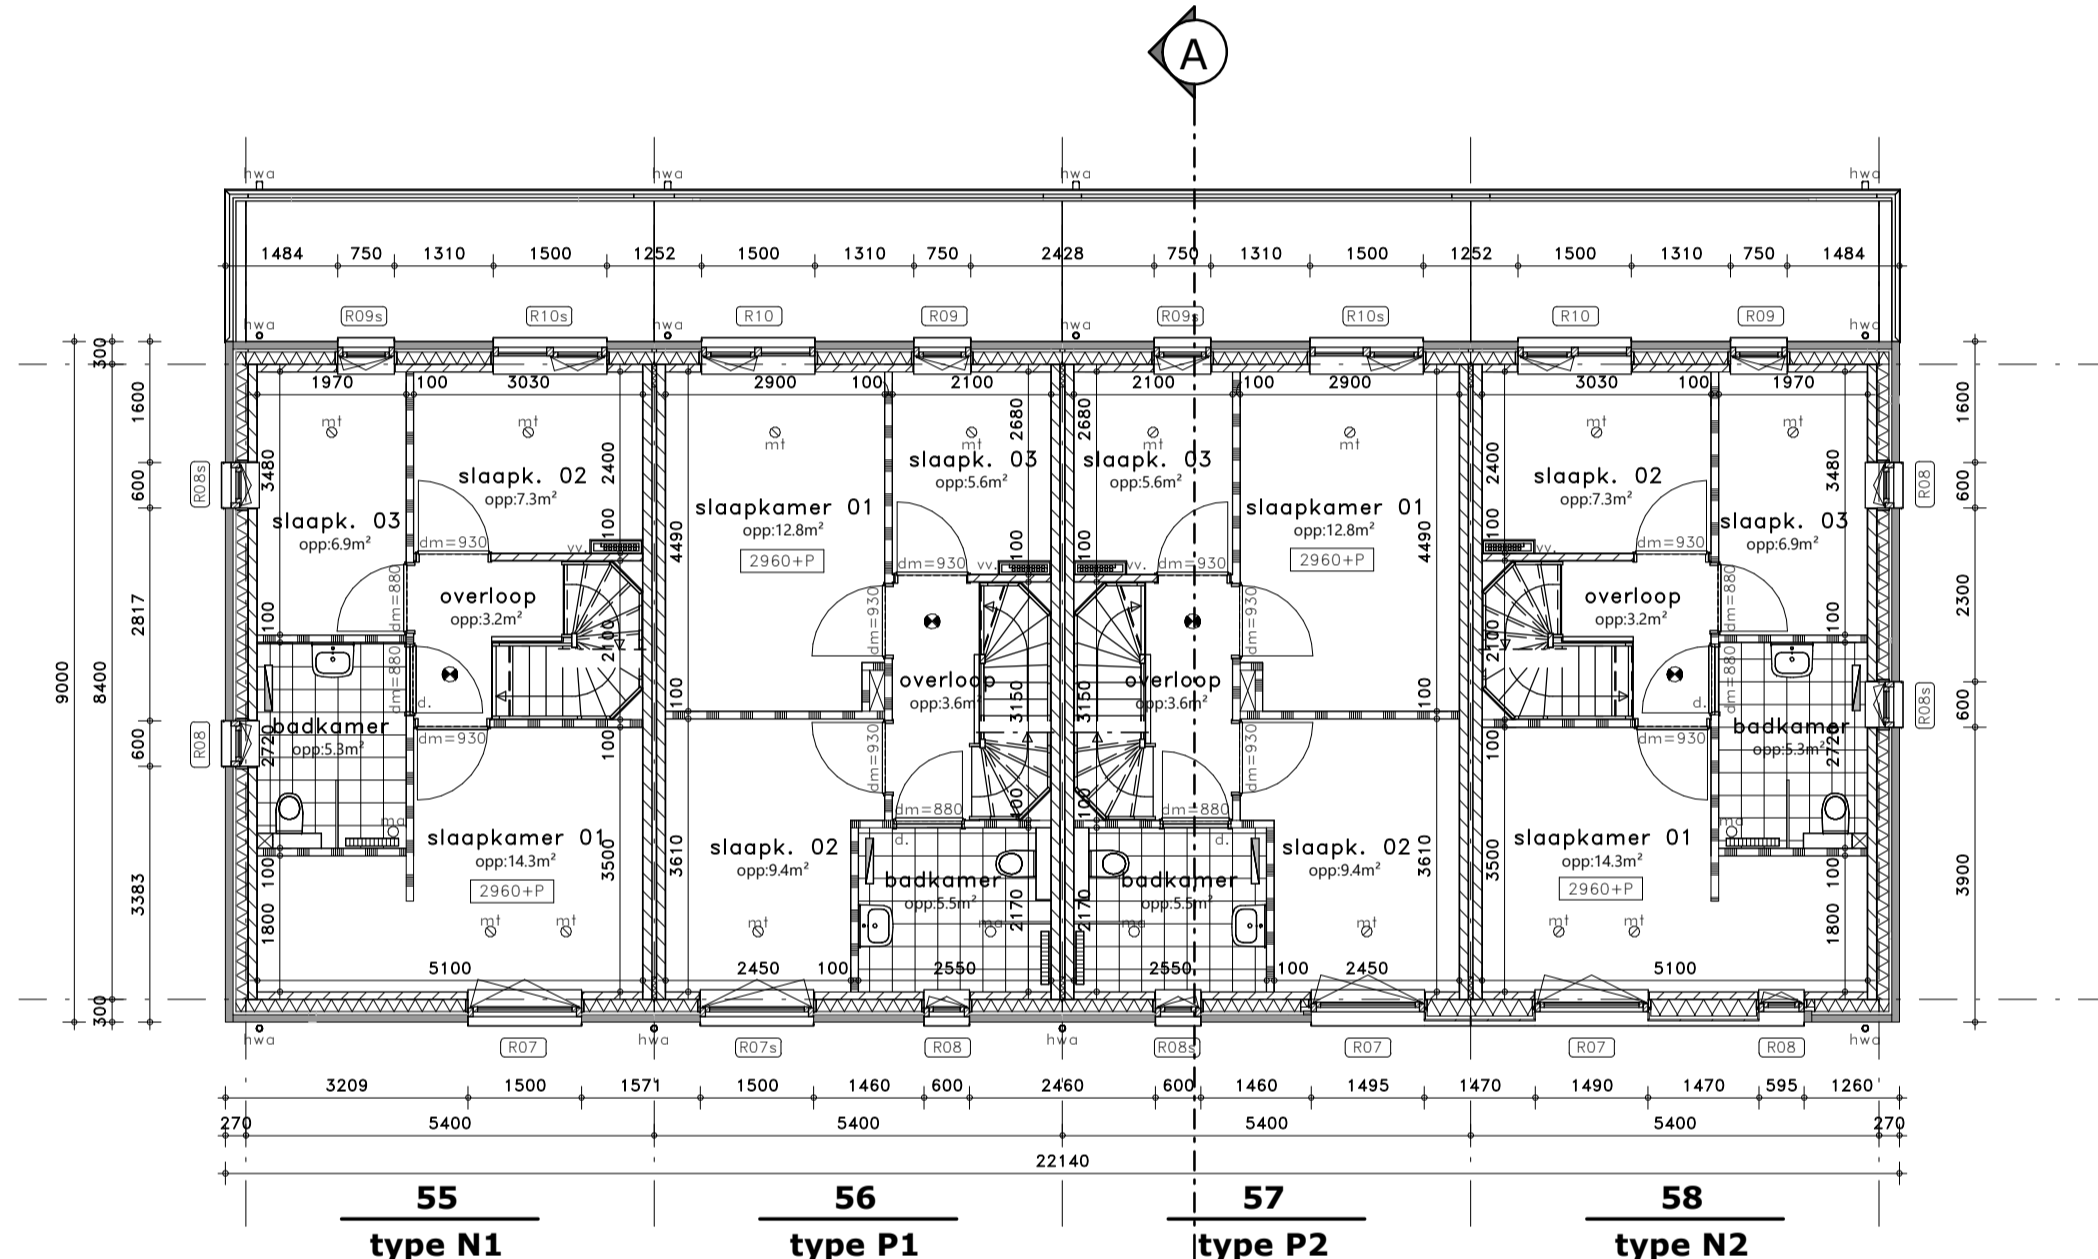 A
hwa hwa hwa hwa
1484 750 1310 1500 1252 1500 1310 750 2428 750 1310 1500 1252 1500 1310 750 1484
R09s R10s R10 R09 R09s R10s R10 R09
hwa hwa hwa hwa
300 300
1970 100 3030 2900 100 2100 2100 100 2900 3030 100 1970
1600 1600
mt mt mt mt mt mt mt mt
2680 2680
R08s 600 3480 2400 2400 3480 600 R08
slaapk. 02 slaapk. 03 slaapk. 03 slaapk. 02
opp:7.3m² opp:5.6m² opp:5.6m² opp:7.3m²
slaapk. 03 slaapkamer 01 slaapkamer 01 slaapk. 03
opp:6.9m² opp:12.8m² opp:12.8m² opp:6.9m²
100 4490 100 100 4490 100
dm=930 vv. 2960+P dm=930 vv. vv. dm=930 2960+P vv. dm=930
dm=880 dm=880
overloop overloop
opp:3.2m² opp:3.2m²
2817 100 2100 dm=930 dm=930 2100 100 2300
9000 8400
dm=880 d. d. dm=880
overloop overloop
opp:3.6m² opp:3.6m²
100 3150 3150 100
R08 600 600 R08s
badkamer badkamer
opp:5.3m² opp:5.3m²
2720 dm=930 100 dm=930 dm=930 100 dm=930 2720
ma dm=880 100 100 dm=880 ma
d. d.
slaapkamer 01 slaapk. 02 slaapk. 02 slaapkamer 01
opp:14.3m² opp:9.4m² opp:9.4m² opp:14.3m²
2960+P 2960+P
badkamer badkamer
opp:5.5m² opp:5.5m²
3383 100 3500 3610 2170 2170 3610 3500 100 3900
1800 mt mt mt ma ma mt mt mt 1800
5100 2450 100 2550 2550 100 2450 5100
300
hwa hwa hwa hwa
R07 R07s R08 R08s R07 R07 R08
3209 1500 1571 1500 1460 600 2460 600 1460 1495 1470 1490 1470 595 1260
270 5400 5400 5400 5400 270
22140
55 56 57 58
type N1 type P1 type P2 type N2